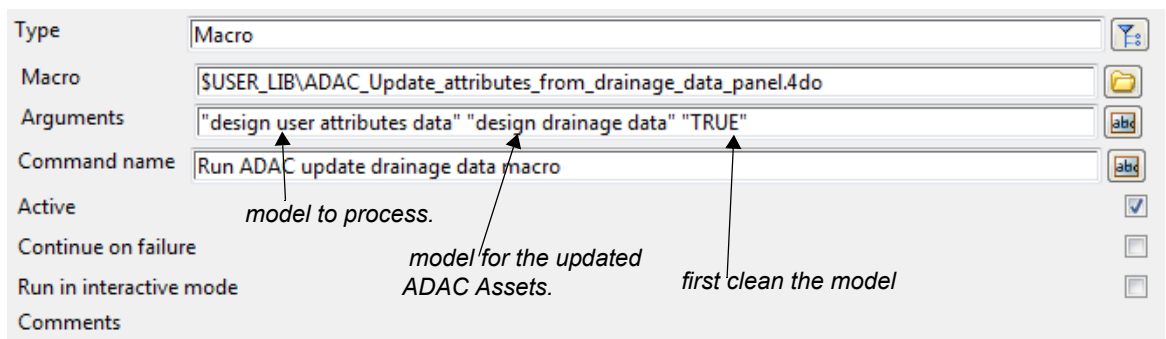 Type Macro
Macro $USER_LIB\ADAC_Update_attributes_from_drainage_data_panel.4do
Arguments "design user attributes data" "design drainage data" "TRUE" abc
Command name Run ADAC update drainage data macro abc
Active
model to process.
Continue on failure
model for the updated
ADAC Assets.
first clean the model
Run in interactive mode
Comments